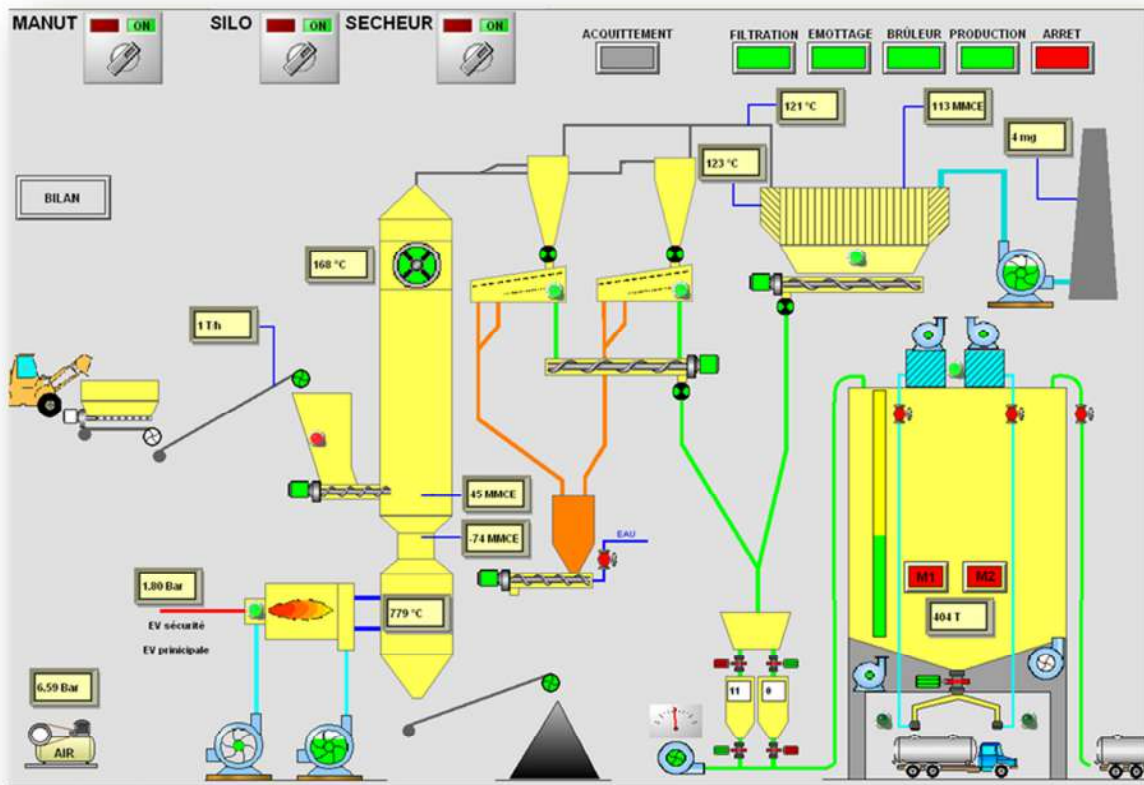 MANUT
ON
SILO
ON
SECHEUR
ON
ACQUITTEMENT
FILTRATION
EMOTTAGE
BRÛLEUR
PRODUCTION
ARRET
121 °C
113 MMCE
4 mg
123 °C
BILAN
168 °C
1 T/h
45 MMCE
-74 MMCE
EAU
1.80 Bar
779 °C
EV sécurité
EV prinicipale
M1
M2
404 T
6.59 Bar
11
0
AIR